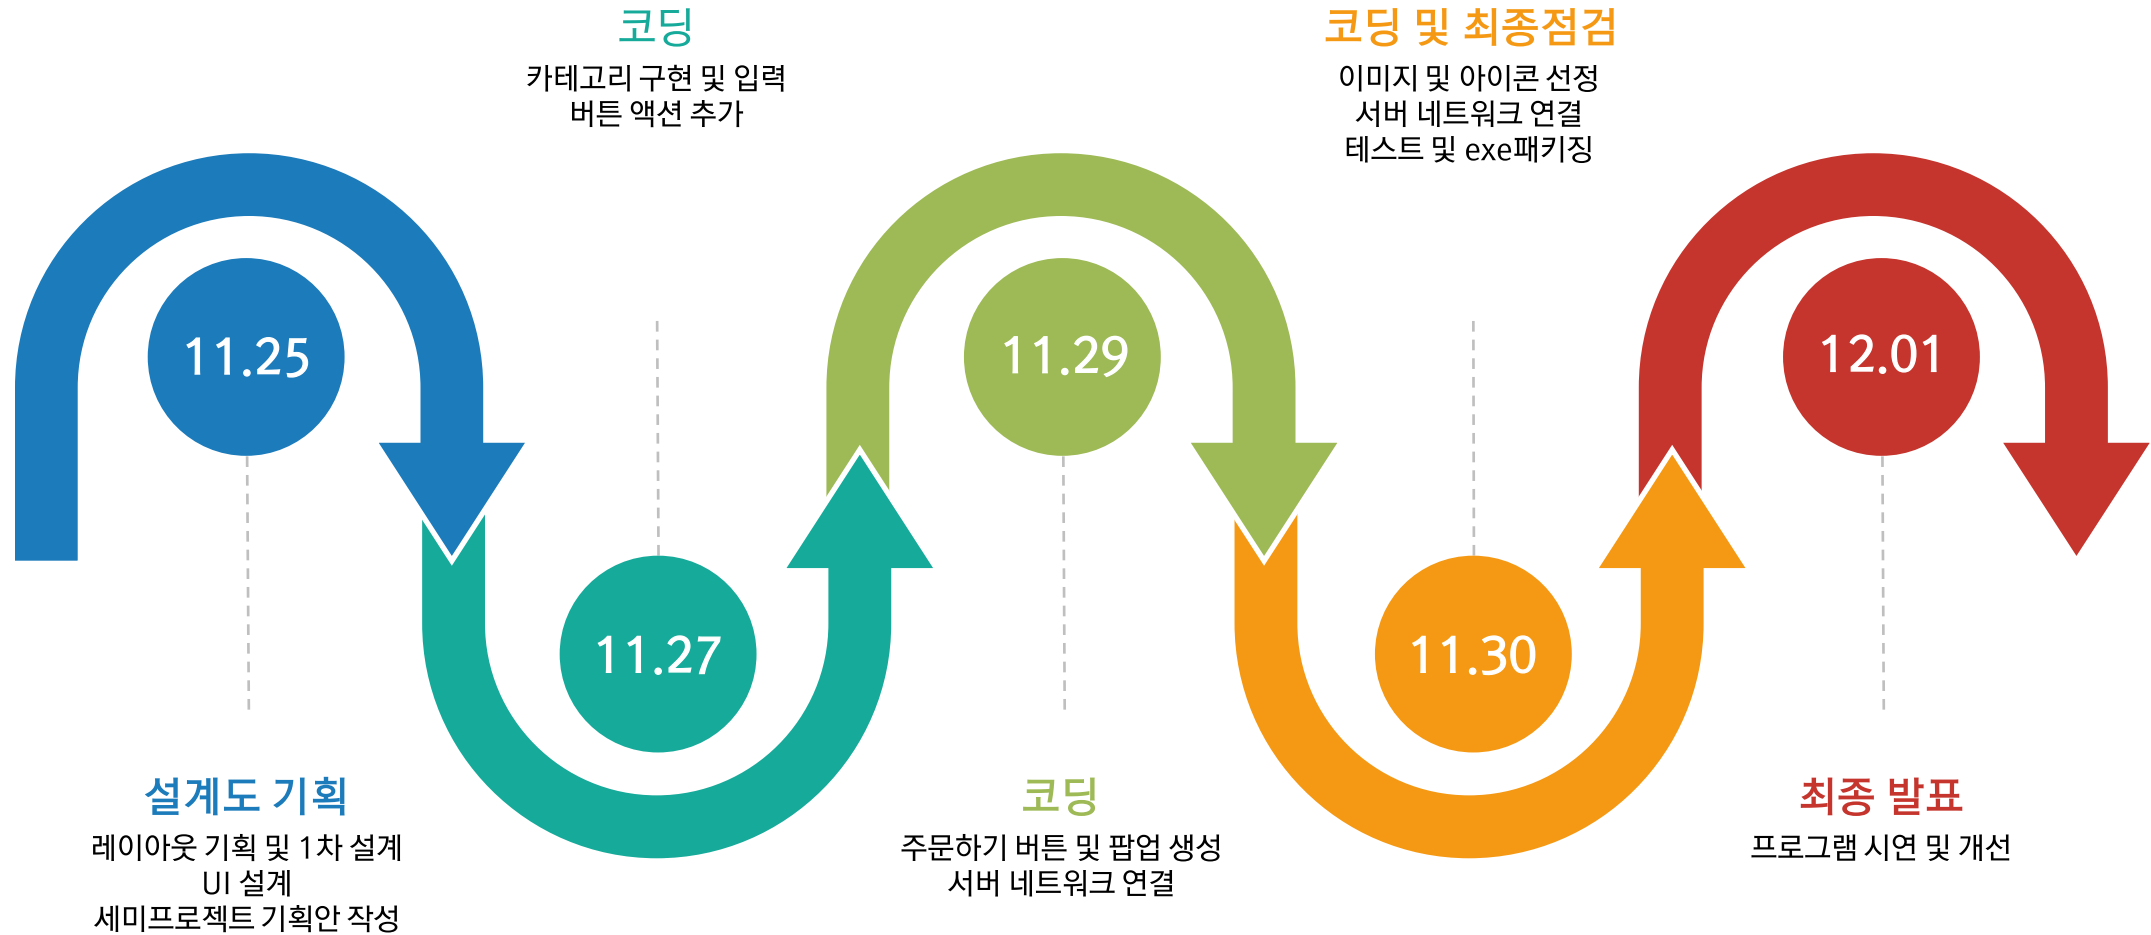 11.25
설계도 기획
레이아웃 기획 및 1차 설계
UI 설계
세미프로젝트 기획안 작성
코딩
카테고리 구현 및 입력
버튼 액션 추가
11.27
11.29
코딩
주문하기 버튼 및 팝업 생성
서버 네트워크 연결
코딩 및 최종점검
이미지 및 아이콘 선정
서버 네트워크 연결
테스트 및 exe패키징
11.30
12.01
최종 발표
프로그램 시연 및 개선